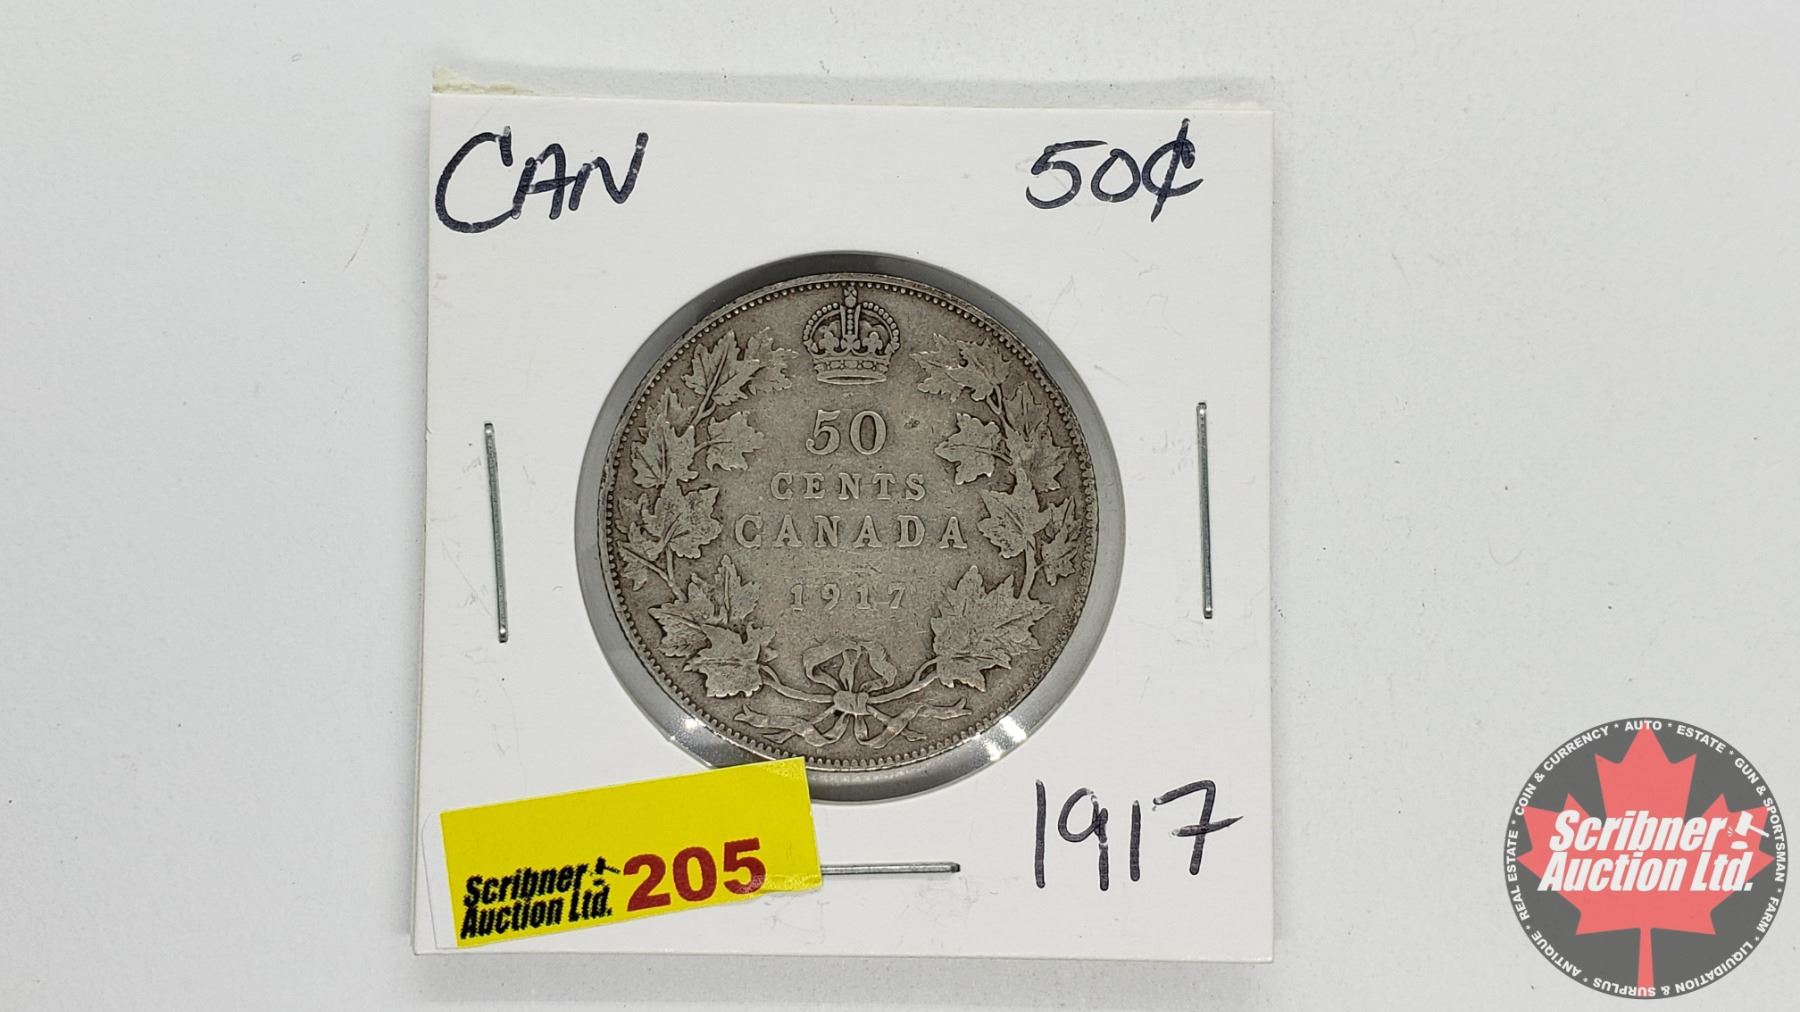 CAN 50¢
50
CENTS
CANADA
1917
1917
Scribner
Auction Ltd.
205
REAL ESTATE * COIN & CURRENCY * AUTO * ESTATE * GUN & SPORTSMAN * FARM * LIQUIDATION & SURPLUS * ANTIQUE *
Scribner
Auction Ltd.